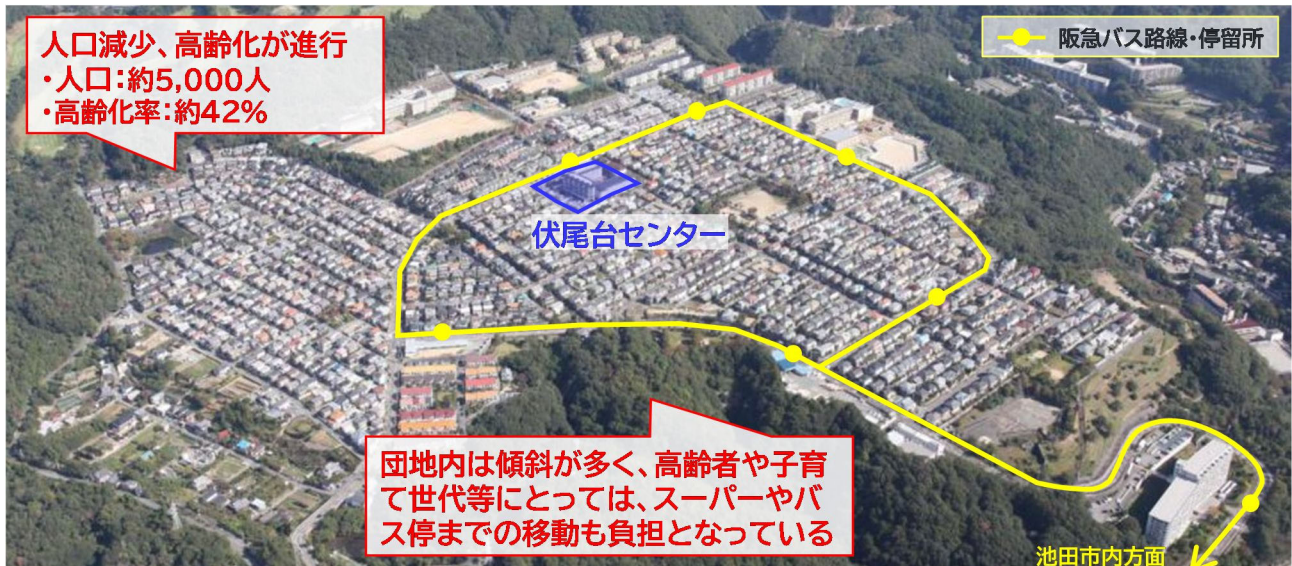 人口減少、高齢化が進行
・人口：約5,000人
・高齢化率：約42%
阪急バス路線・停留所
伏尾台センター
団地内は傾斜が多く、高齢者や子育
て世代等にとっては、スーパーやバ
ス停までの移動も負担となっている
池田市内方面